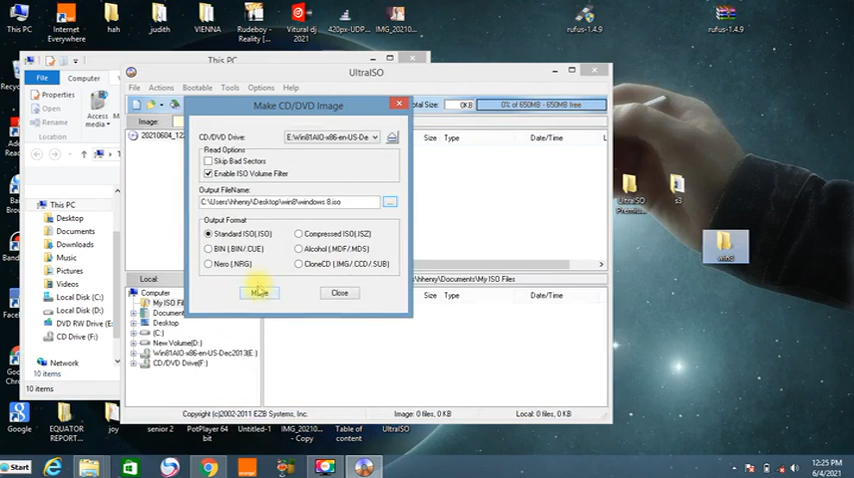 This PC
Internet Everywhere
hah
judith
VIENNA
Rudeboy - Reality [...
Vitural dj 2021
420px-UDP...
IMG_2021...
rufus-1.4.9
rufus-1.4.9
This PC
File
Computer
Properties
Open
Rename
Access media
This PC
Desktop
Documents
Downloads
Music
Pictures
Videos
Local Disk (C:)
Local Disk (D:)
DVD RW Drive (E
CD Drive (F:)
Network
10 items
10 items
UltraISO
File Actions Bootable Tools Options Help
Total Size: 0KB 0% of 650MB - 650MB free
Image:
20210604_12
Type Date/Time
Local:
hhenry\Documents\My ISO Files
Computer
My ISO Fil
Document
Desktop
(C:)
New Volume(D:)
Win81AIO-x86-en-US-Dec2013(E:)
CD/DVD Drive(F:)
Size Type Date/Time
Copyright (c)2002-2011 EZB Systems, Inc.
Image: 0 files, 0 KB
Local: 0 files, 0 KB
Make CD/DVD Image
CD/DVD Drive: E:Win81AIO-x86-en-US-De
Read Options
Skip Bad Sectors
Enable ISO Volume Filter
Output FileName:
C:\Users\hhenry\Desktop\win8\windows 8.iso
...
Output Format
Standard ISO(.ISO)
Compressed ISO(.ISZ)
BIN (.BIN/.CUE)
Alcohol (.MDF/.MDS)
Nero (.NRG)
CloneCD (.IMG/.CCD/.SUB)
Make
Close
UltraISO Premiu...
s3
win8
Google
EQUATOR REPORT...
senior 2
PotPlayer 64 bit
Untitled-1
IMG_2021... - Copy
Table of content
UltraISO
Start
12:25 PM
6/4/2021